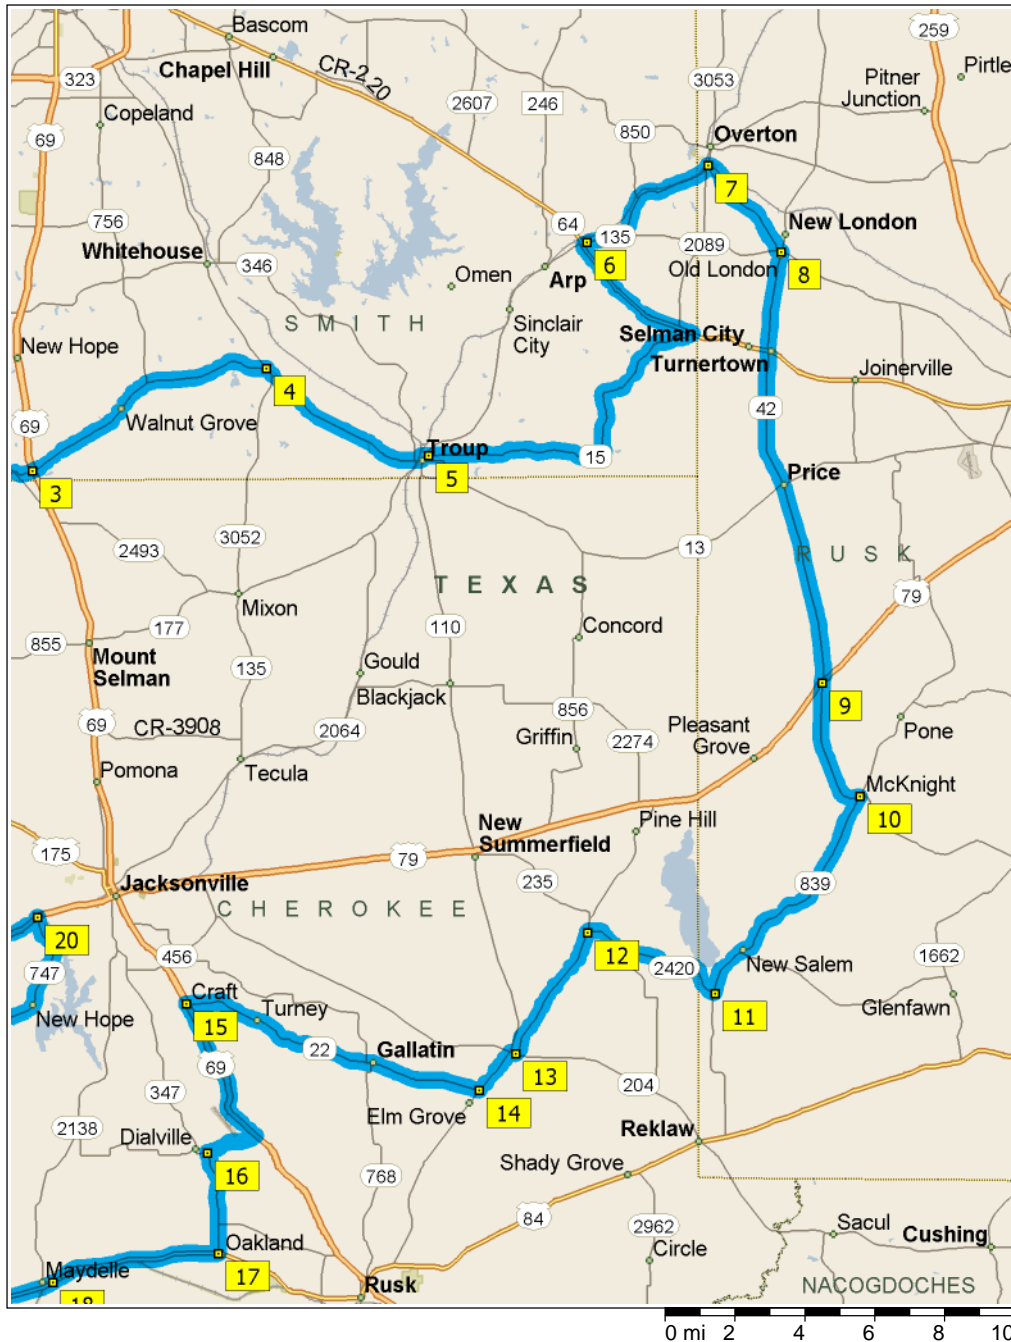 Bascom
259
Pirtle
Chapel Hill
CR-2 20
323
Pitner
Junction
3053
2607
246
Copeland
850
Overton
69
848
7
756
New London
64
135
2089
Whitehouse
346
6
Old London
8
Omen
Arp
SMITH
Sinclair
City
Selman City
New Hope
Turnertown
Joinerville
4
69
Walnut Grove
42
Troup
15
5
Price
3
3052
2493
13
RUSK
TEXAS
79
Mixon
110
Concord
177
855
Mount
Selman
135
Gould
Blackjack
9
856
69
CR-3908
2064
Griffin
2274
Pleasant
Grove
Pone
Pomona
Tecula
McKnight
10
New
Summerfield
Pine Hill
175
79
235
839
Jacksonville
CHEROKEE
20
12
456
747
2420
New Salem
1662
Craft
New Hope
15
Turney
11
Glenfawn
22
Gallatin
13
69
14
347
204
Elm Grove
2138
Dialville
Reklaw
16
Shady Grove
768
84
2962
Sacul
Oakland
Cushing
17
Circle
Maydelle
18
Rusk
NACOGDOCHES
0 mi 2 4 6 8 10